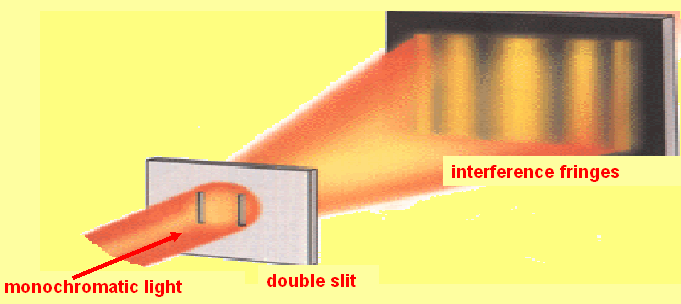 interference fringes
double slit
monochromatic light